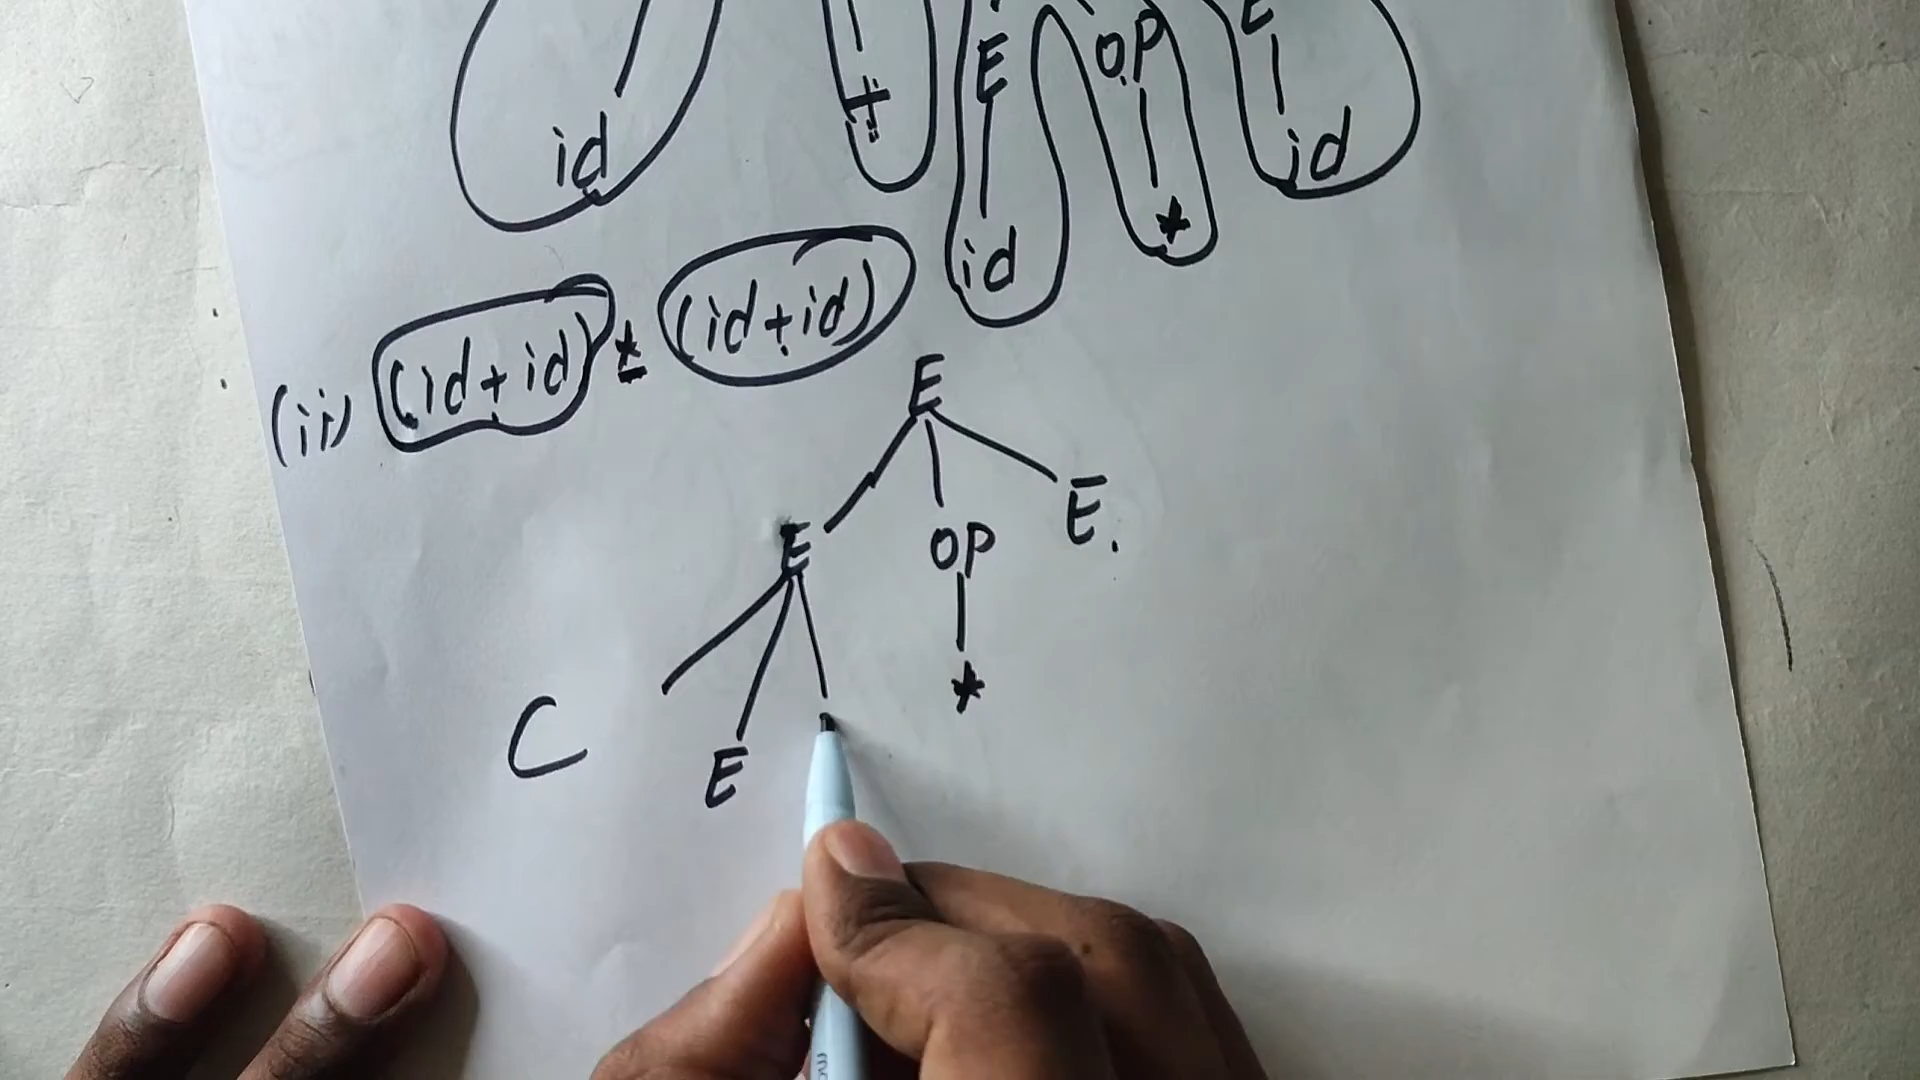 E OP E
+
id id
id *
(ii) (id+id) * (id+id)
E
E OP E.
( E *